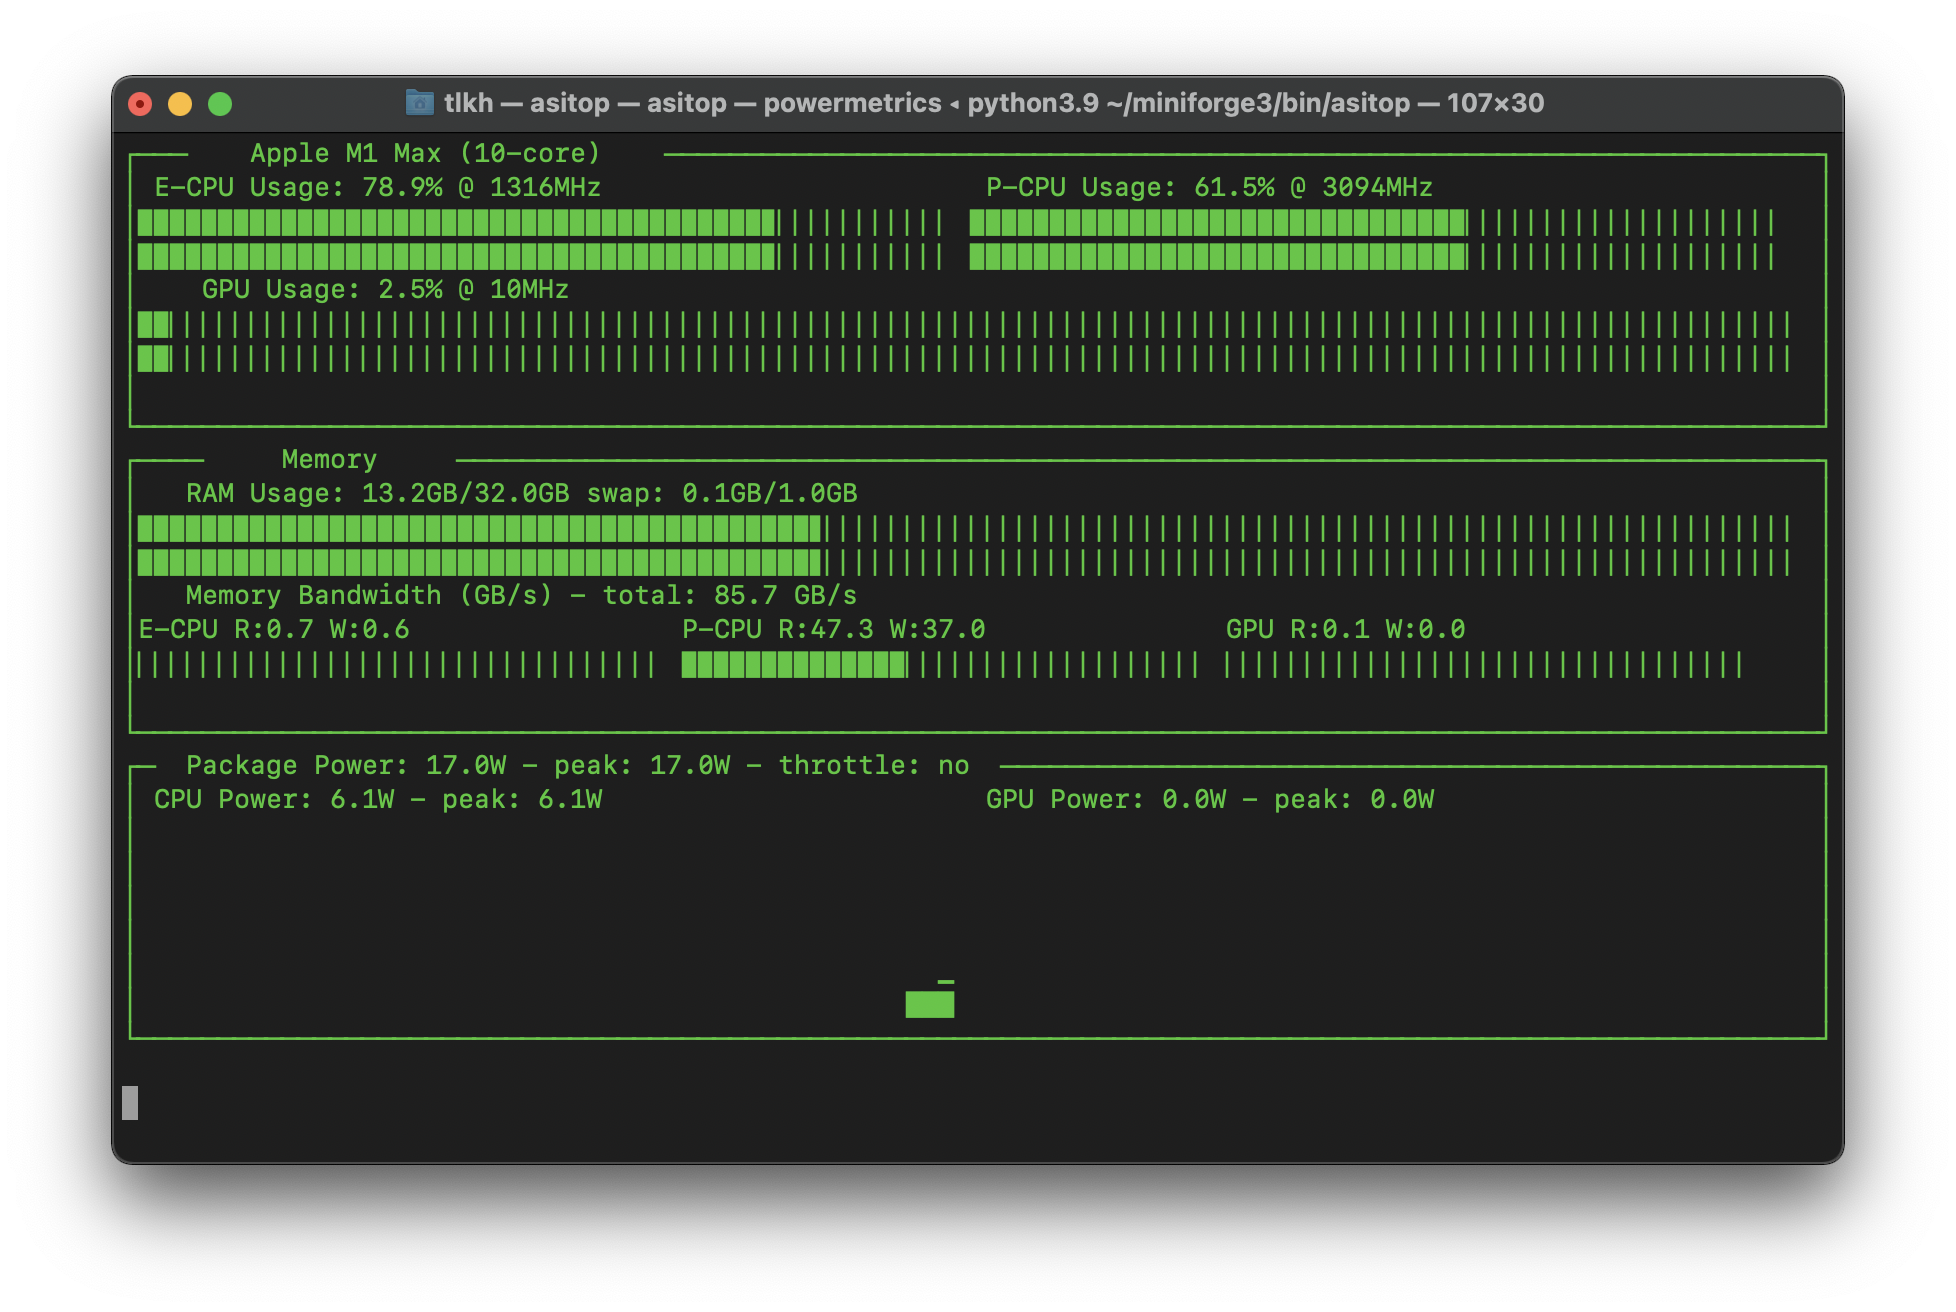 tlkh — asitop — asitop — powermetrics ◂ python3.9 ~/miniforge3/bin/asitop — 107×30
Apple M1 Max (10-core)
E-CPU Usage: 78.9% @ 1316MHz
P-CPU Usage: 61.5% @ 3094MHz
GPU Usage: 2.5% @ 10MHz
Memory
RAM Usage: 13.2GB/32.0GB swap: 0.1GB/1.0GB
Memory Bandwidth (GB/s) - total: 85.7 GB/s
E-CPU R:0.7 W:0.6
P-CPU R:47.3 W:37.0
GPU R:0.1 W:0.0
Package Power: 17.0W - peak: 17.0W - throttle: no
CPU Power: 6.1W - peak: 6.1W
GPU Power: 0.0W - peak: 0.0W